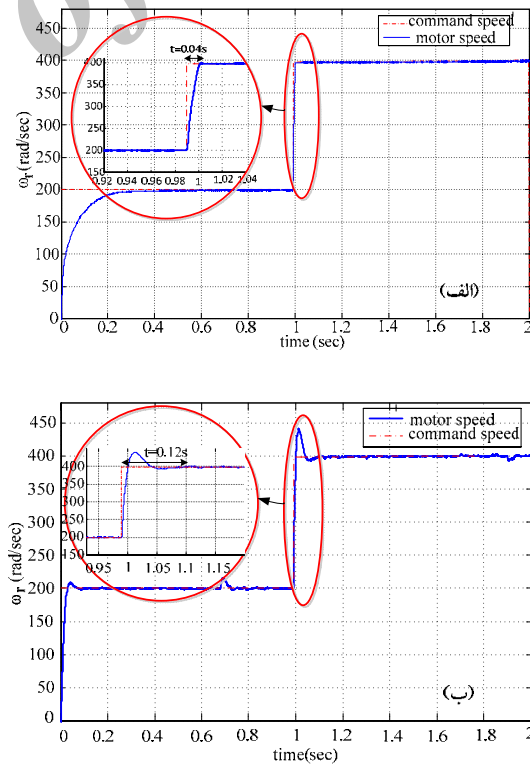 command speed
motor speed
t=0.04s
400
350
300
250
200
150
0.92 0.94 0.96 0.98 1 1.02 1.04
450
400
350
300
250
200
150
100
50
0
ωr (rad/sec)
0 0.2 0.4 0.6 0.8 1 1.2 1.4 1.6 1.8 2
time (sec)
(الف)
motor speed
command speed
t=0.12s
400
350
300
250
200
150
0.95 1 1.05 1.1 1.15
450
400
350
300
250
200
150
100
50
0
ωr (rad/sec)
0 0.2 0.4 0.6 0.8 1 1.2 1.4 1.6 1.8 2
time(sec)
(ب)